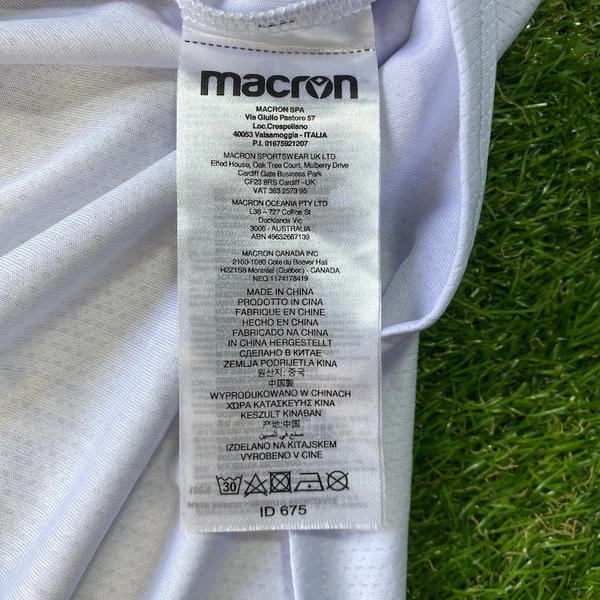 macron
MACRON SPA
Via Giulio Pastore 57
Loc.Crespellano
40053 Valsamoggia - ITALIA
P.I. 01675921207
MACRON SPORTSWEAR UK LTD
Elfed House, Oak Tree Court, Mulberry Drive
Cardiff Gate Business Park
CF23 8RS Cardiff -UK
VAT 363 2573 95
MACRON OCEANIA PTY LTD
L36 - 727 Collins St
Docklands Vic
3008 - AUSTRALIA
ABN 49632667139
MACRON CANADA INC
2160-1080 Cote du Beaver Hall
H2Z1S8 Montréal (Québec) - CANADA
NEQ 1174178419
MADE IN CHINA
PRODOTTO IN CINA
FABRIQUE EN CHINE
HECHO EN CHINA
FABRICADO NA CHINA
IN CHINA HERGESTELLT
СДЕЛАНО В КИТАЕ
ZEMLJA PODRIJETLA KINA
원산지: 중국
中国製
WYPRODUKOWANO W CHINACH
ΧΩΡΑ ΚΑΤΑΣΚΕΥΗΣ ΚΙΝΑ
KESZULT KINABAN
产地:中国
صنع في الصين
IZDELANO NA KITAJSKEM
VYROBENO V CINE
30
ID 675